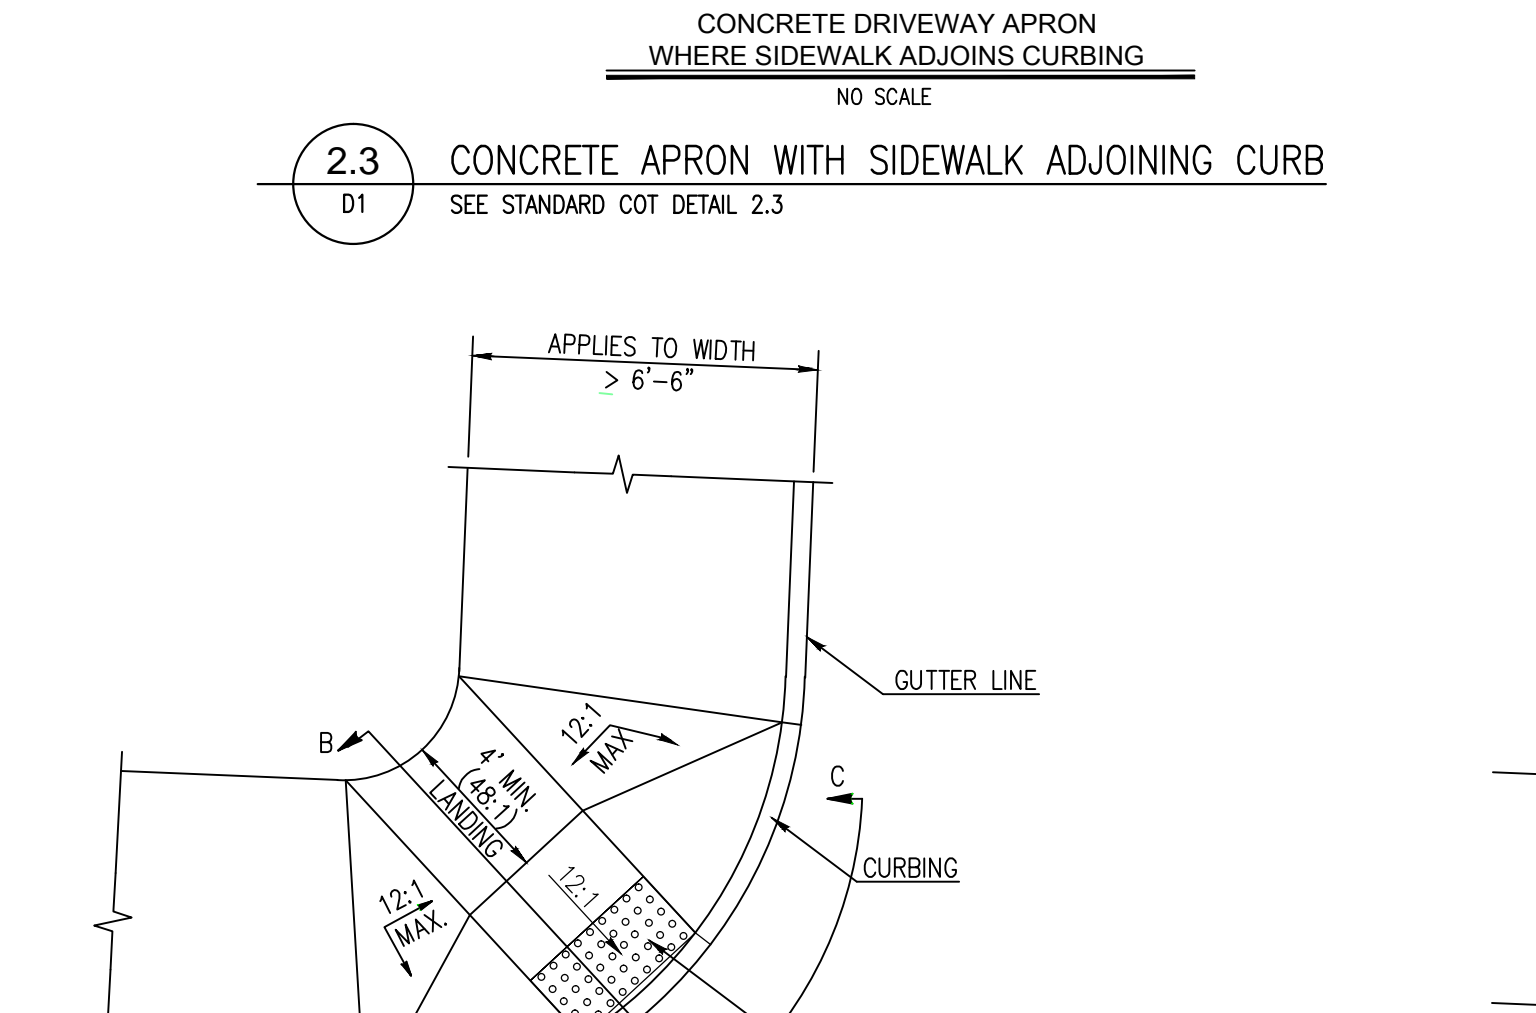 CONCRETE DRIVEWAY APRON
WHERE SIDEWALK ADJOINS CURBING
NO SCALE
2.3
D1
CONCRETE APRON WITH SIDEWALK ADJOINING CURB
SEE STANDARD COT DETAIL 2.3
APPLIES TO WIDTH
> 6'-6"
GUTTER LINE
12:1
MAX
B
4' MIN.
(48:1)
LANDING
C
CURBING
12:1
12:1
MAX.